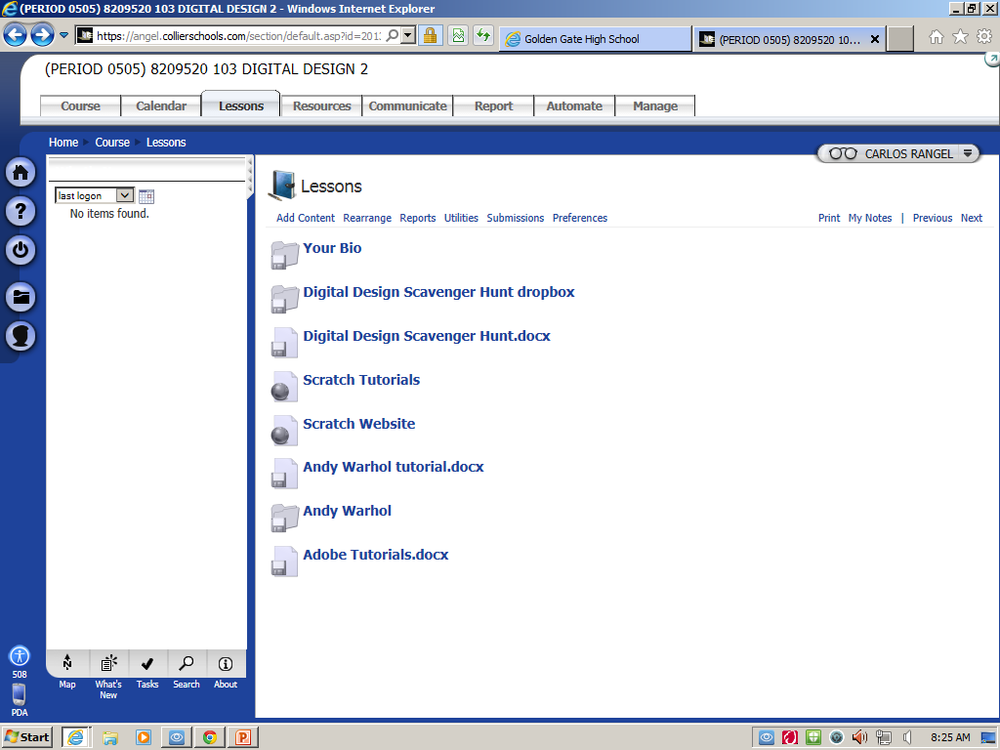 (PERIOD 0505) 8209520 103 DIGITAL DESIGN 2 - Windows Internet Explorer
https://angel.collierschools.com/section/default.asp?id=201
Golden Gate High School
(PERIOD 0505) 8209520 10...
(PERIOD 0505) 8209520 103 DIGITAL DESIGN 2
Course Calendar Lessons Resources Communicate Report Automate Manage
Home Course Lessons
CARLOS RANGEL
last logon
No items found.
Lessons
Add Content Rearrange Reports Utilities Submissions Preferences
Print My Notes | Previous Next
Your Bio
Digital Design Scavenger Hunt dropbox
Digital Design Scavenger Hunt.docx
Scratch Tutorials
Scratch Website
Andy Warhol tutorial.docx
Andy Warhol
Adobe Tutorials.docx
508
PDA
N
Map
What's New
Tasks
Search
About
Start
8:25 AM